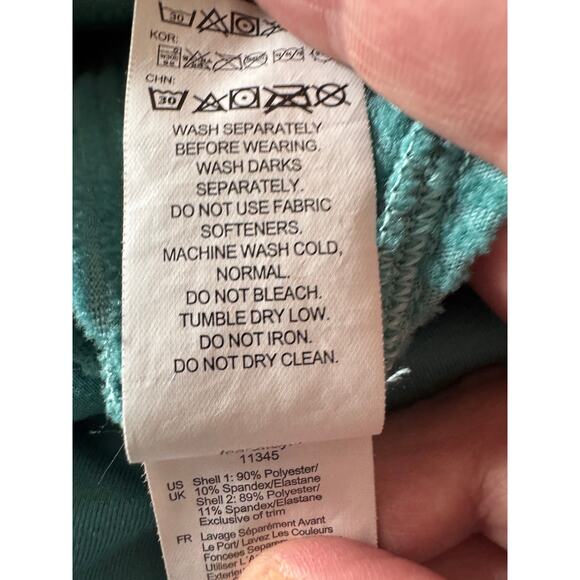 30
KOR:
CHN:
30
WASH SEPARATELY
BEFORE WEARING.
WASH DARKS
SEPARATELY.
DO NOT USE FABRIC
SOFTENERS.
MACHINE WASH COLD,
NORMAL.
DO NOT BLEACH.
TUMBLE DRY LOW.
DO NOT IRON.
DO NOT DRY CLEAN.
11345
US Shell 1: 90% Polyester/
UK 10% Spandex/Elastane
Shell 2: 89% Polyester/
11% Spandex/Elastane
Exclusive of trim
FR Lavage Séparément Avant
Le Port/ Lavez Les Couleurs
Foncées